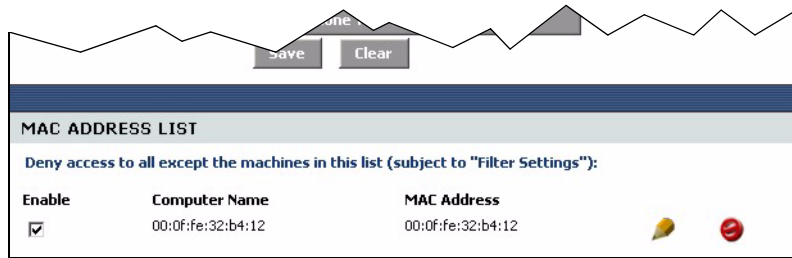 Save Clear
MAC ADDRESS LIST
Deny access to all except the machines in this list (subject to "Filter Settings"):
Enable Computer Name MAC Address
00:0f:fe:32:b4:12 00:0f:fe:32:b4:12